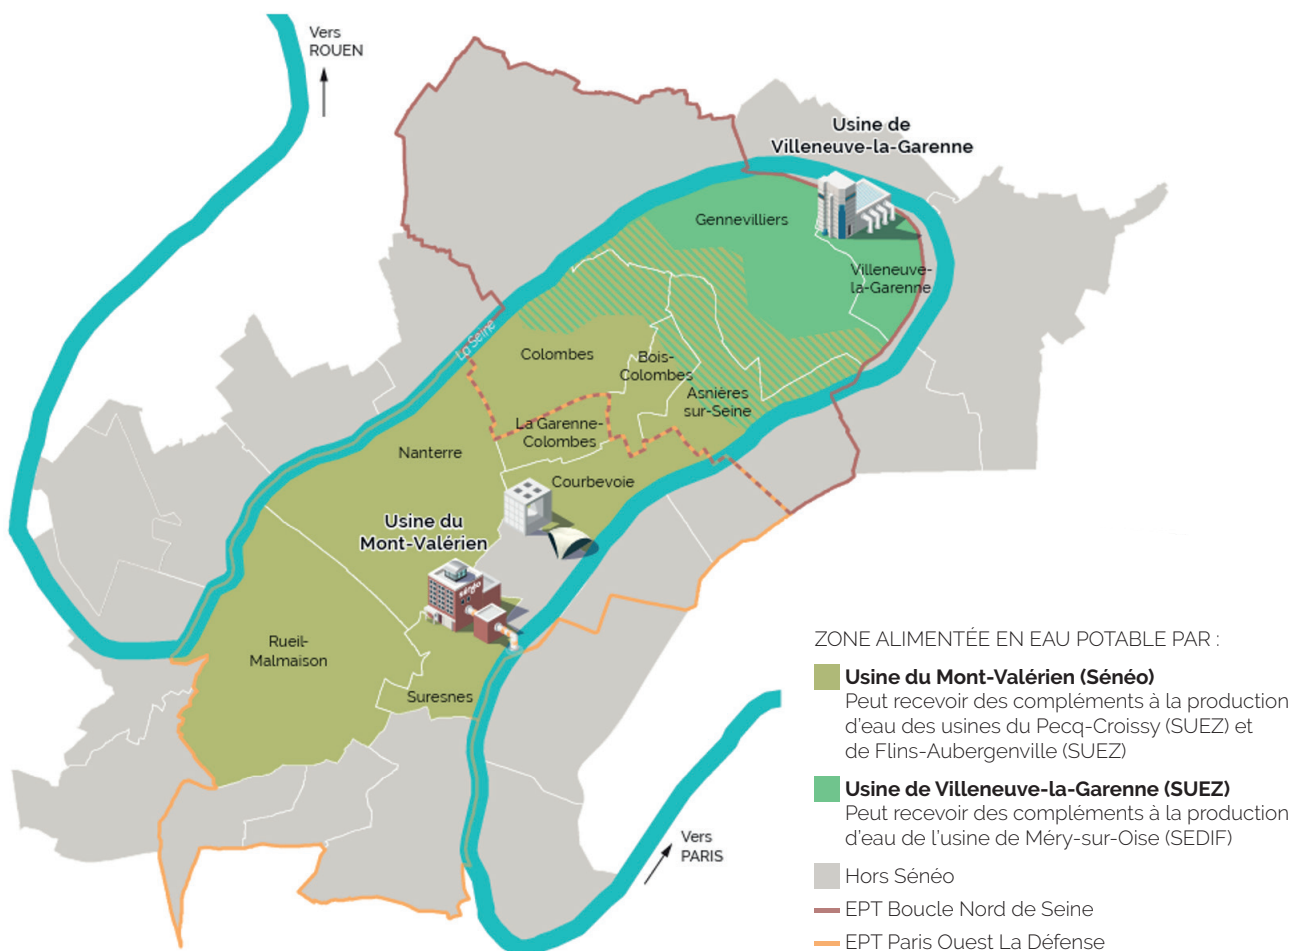 Vers
ROUEN
Usine de
Villeneuve-la-Garenne
Gennevilliers
Villeneuve-
la-Garenne
La Seine
Colombes
Bois-
Colombes
Asnières
sur-Seine
La Garenne-
Colombes
Nanterre
Courbevoie
Usine du
Mont-Valérien
sénéo
Rueil-
Malmaison
Suresnes
Vers
PARIS
ZONE ALIMENTÉE EN EAU POTABLE PAR :
Usine du Mont-Valérien (Sénéo)
Peut recevoir des compléments à la production
d'eau des usines du Pecq-Croissy (SUEZ) et
de Flins-Aubergenville (SUEZ)
Usine de Villeneuve-la-Garenne (SUEZ)
Peut recevoir des compléments à la production
d'eau de l'usine de Méry-sur-Oise (SEDIF)
Hors Sénéo
EPT Boucle Nord de Seine
EPT Paris Ouest La Défense